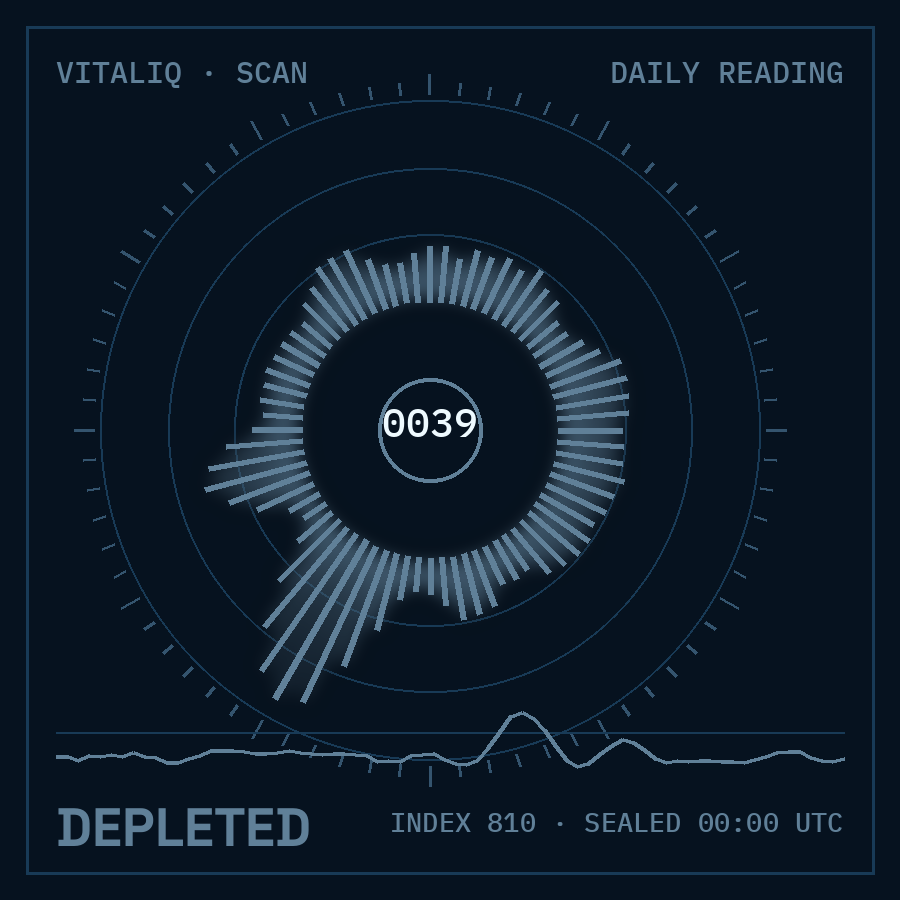 VITALIQ · SCAN
DAILY READING
0039
DEPLETED
INDEX 810 · SEALED 00:00 UTC